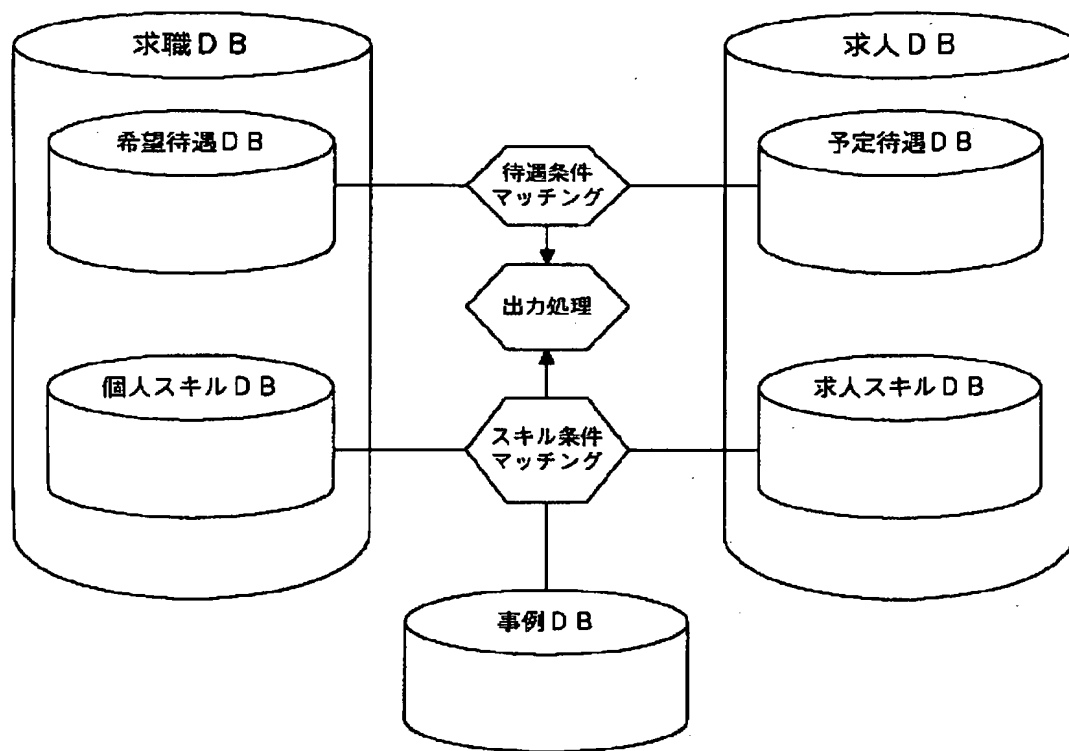 求職ＤＢ
求人ＤＢ
希望待遇ＤＢ
予定待遇ＤＢ
待遇条件
マッチング
出力処理
個人スキルＤＢ
求人スキルＤＢ
スキル条件
マッチング
事例ＤＢ